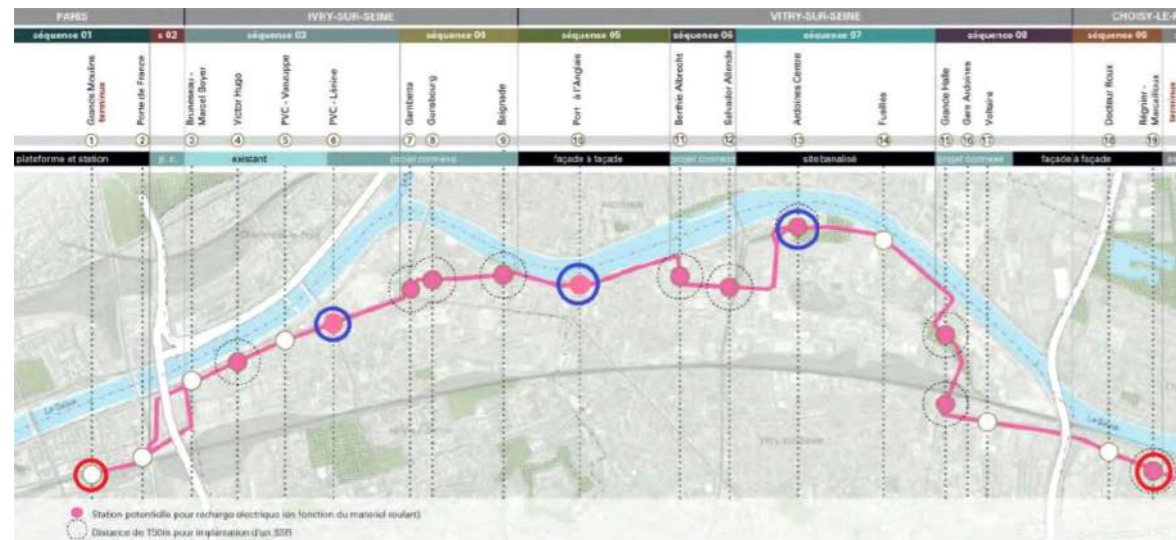 PARIS
IVRY-SUR-SEINE
VITRY-SUR-SEINE
CHOISY-LE-R
séquence 01
s 02
séquence 03
séquence 04
séquence 05
séquence 06
séquence 07
séquence 08
séquence 09
Grands Moulins
terminus
Porte de France
Bruneseau -
Marcel Boyer
Victor Hugo
PVC - Vanzuppe
PVC - Lénine
Gambetta
Gunsbourg
Brignade
Port à l'Anglais
Berthie Albrecht
Salvador Allende
Ardoines Centre
Fusillés
Grande Halle
Gare Ardoines
Voltaire
Docteur Roux
Régnier -
Marcailloux
terminus
1
2
3
4
5
6
7
8
9
10
11
12
13
14
15
16
17
18
19
plateforme et station
p. c.
existant
projet connexe
façade à façade
projet connexe
site banalisé
projet connexe
façade à façade
La Seine
La Seine
Station potentielle pour recharge électrique (en fonction du matériel roulant)
Distance de 150m pour implantation d'un SSR